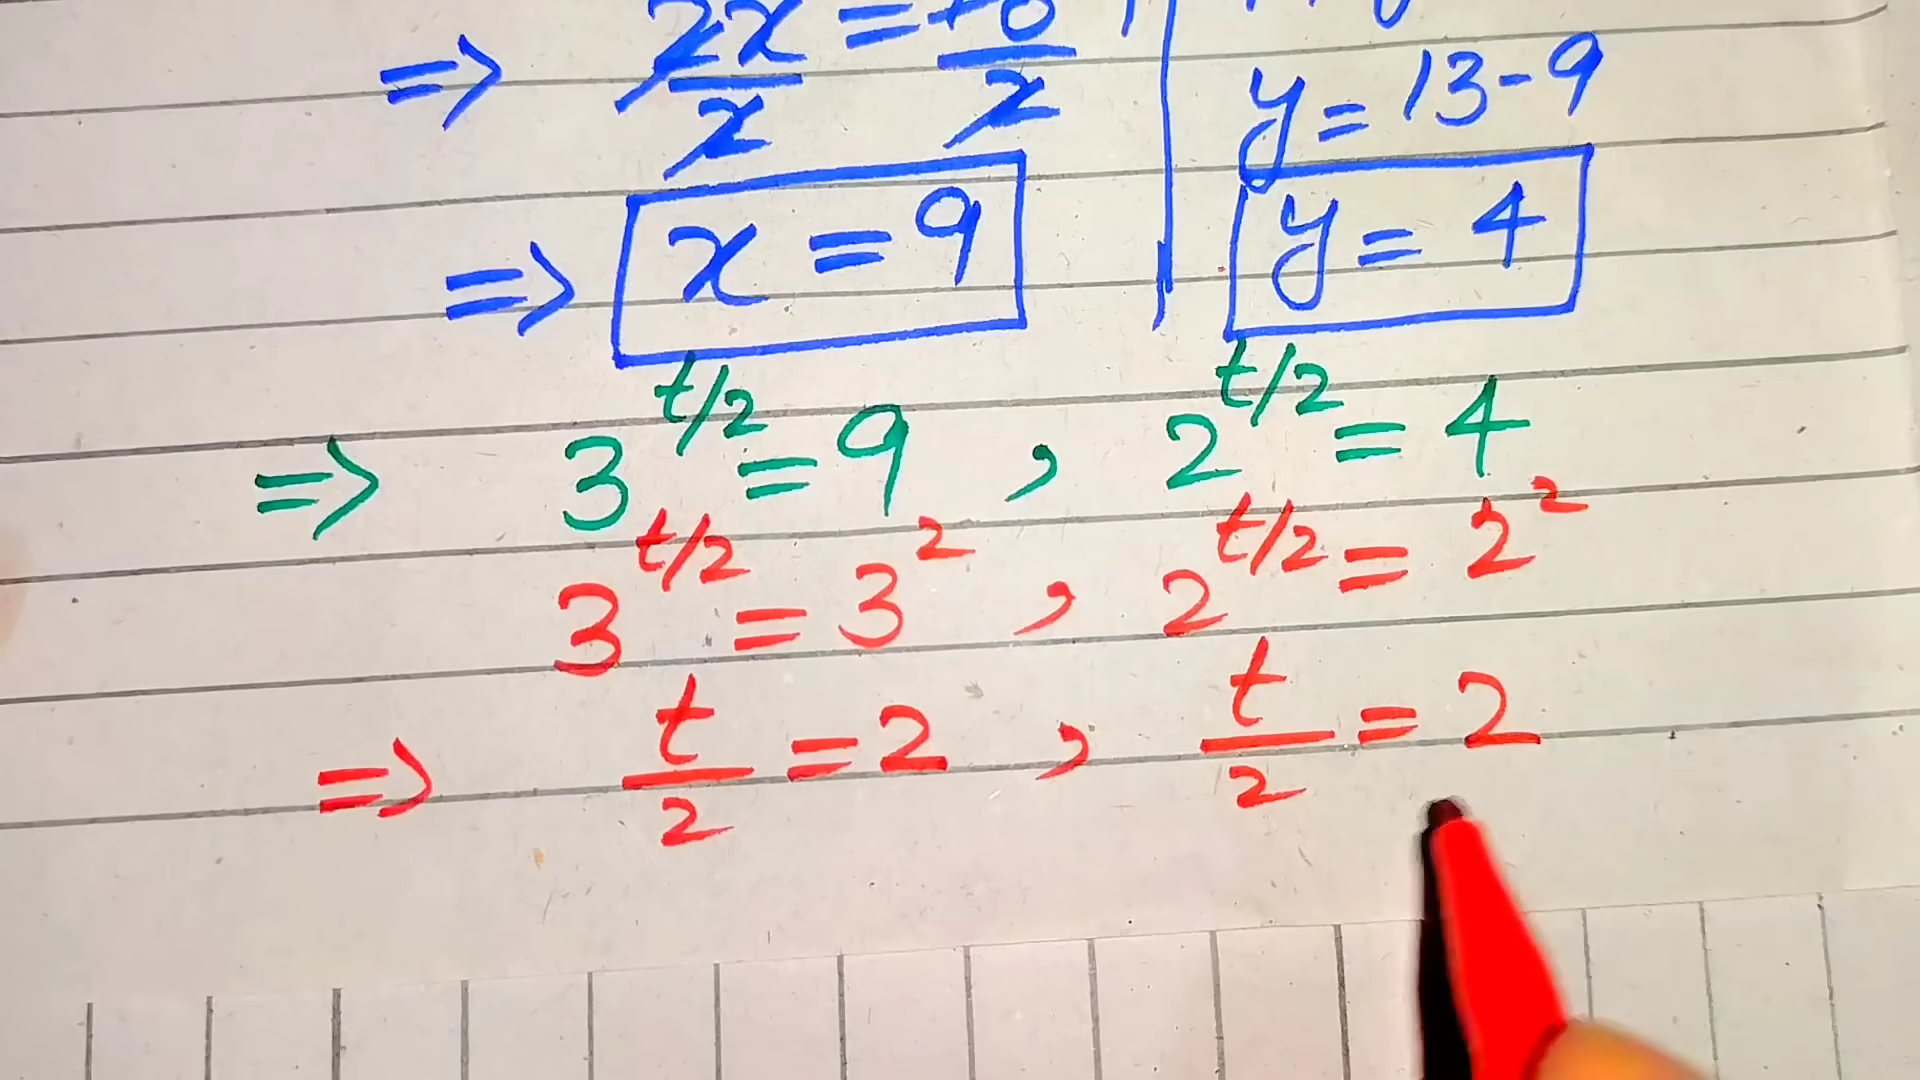 => 2x/2 = 18/2
y = 13-9
=> x = 9
y = 4
=> 3^(t/2) = 9 , 2^(t/2) = 4
3^(t/2) = 3^2 , 2^(t/2) = 2^2
=> t/2 = 2 , t/2 = 2